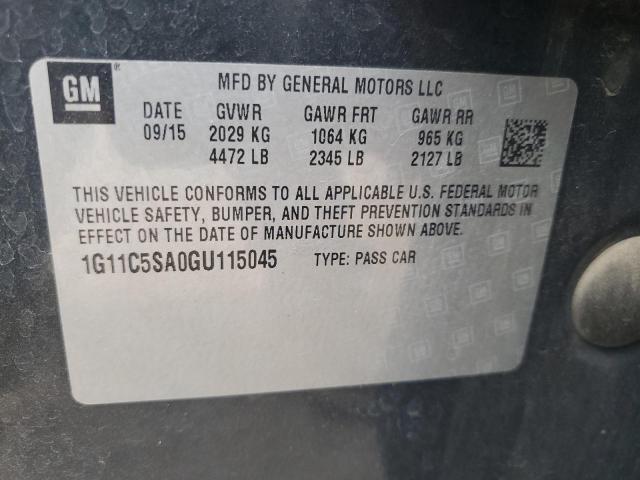 GM
MFD BY GENERAL MOTORS LLC
DATE GVWR GAWR FRT GAWR RR
09/15 2029 KG 1064 KG 965 KG
4472 LB 2345 LB 2127 LB
THIS VEHICLE CONFORMS TO ALL APPLICABLE U.S. FEDERAL MOTOR
VEHICLE SAFETY, BUMPER, AND THEFT PREVENTION STANDARDS IN
EFFECT ON THE DATE OF MANUFACTURE SHOWN ABOVE.
1G11C5SA0GU115045 TYPE: PASS CAR